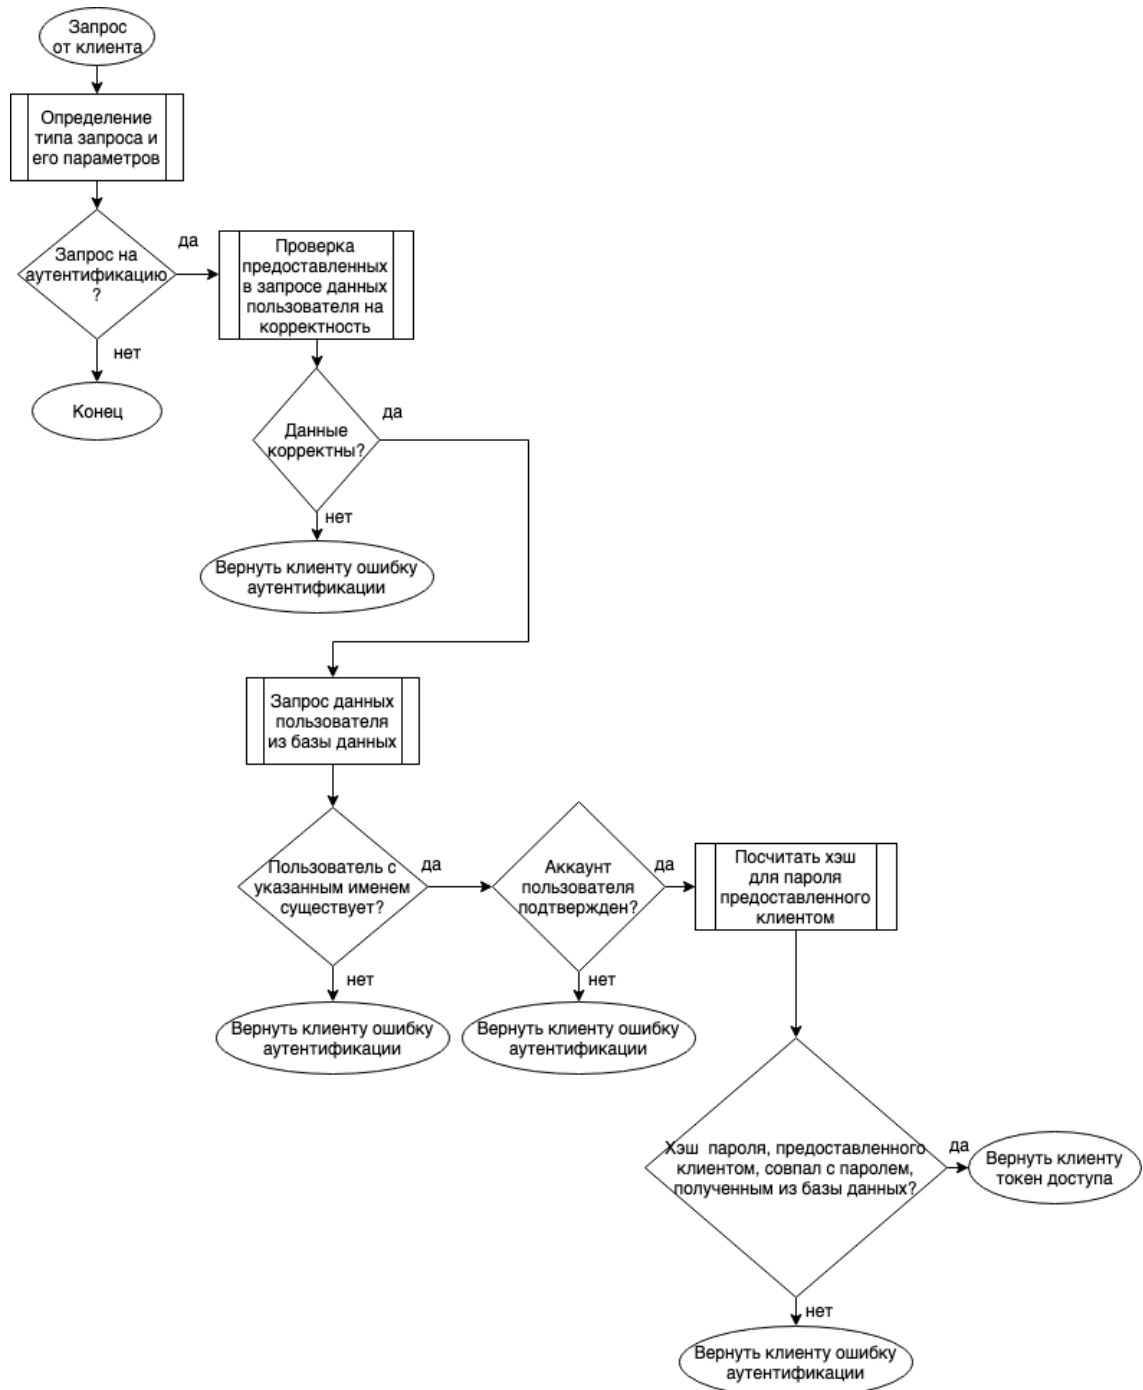 Запрос
от клиента
Определение
типа запроса и
его параметров
Запрос на
аутентификацию
?
да
нет
Конец
Проверка
предоставленных
в запросе данных
пользователя на
корректность
Данные
корректны?
да
нет
Вернуть клиенту ошибку
аутентификации
Запрос данных
пользователя
из базы данных
Пользователь с
указанным именем
существует?
да
нет
Вернуть клиенту ошибку
аутентификации
Аккаунт
пользователя
подтвержден?
да
нет
Вернуть клиенту ошибку
аутентификации
Посчитать хэш
для пароля
предоставленного
клиентом
Хэш  пароля, предоставленного
клиентом, совпал с паролем,
полученным из базы данных?
да
Вернуть клиенту
токен доступа
нет
Вернуть клиенту ошибку
аутентификации